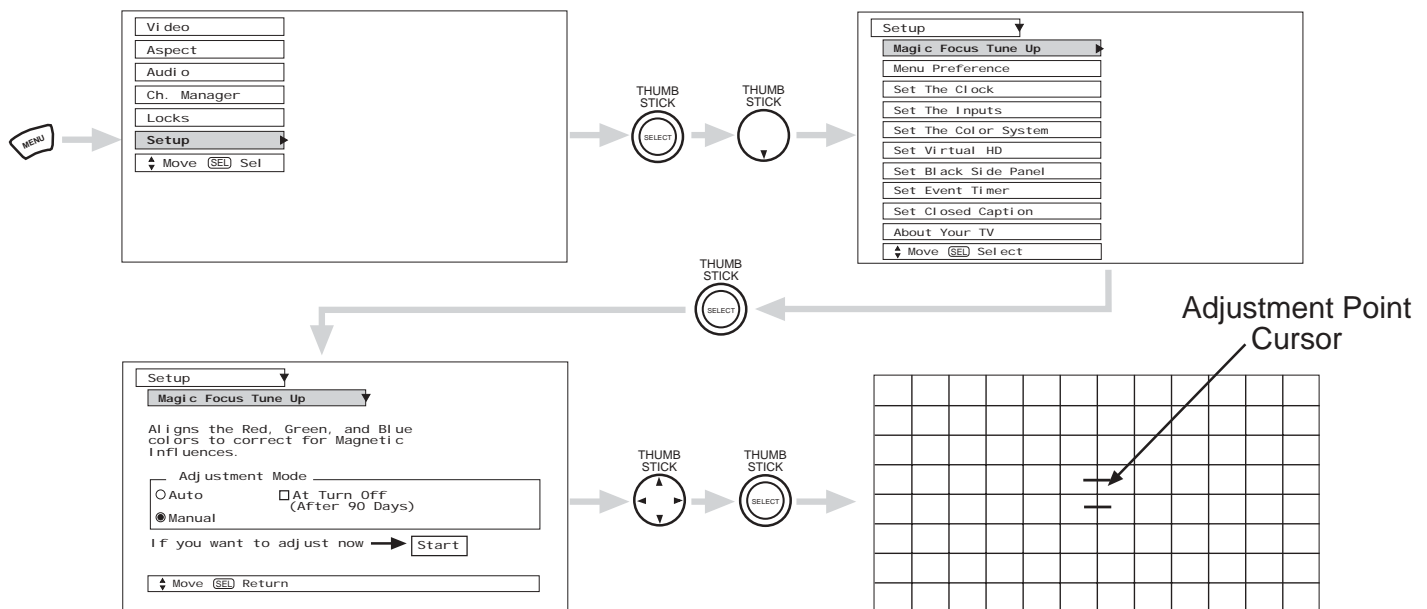 MENU
Video
Aspect
Audio
Ch. Manager
Locks
Setup
Move SEL Sel
THUMB
STICK
SELECT
THUMB
STICK
Setup
Magic Focus Tune Up
Menu Preference
Set The Clock
Set The Inputs
Set The Color System
Set Virtual HD
Set Black Side Panel
Set Event Timer
Set Closed Caption
About Your TV
Move SEL Select
THUMB
STICK
SELECT
Setup
Magic Focus Tune Up
Aligns the Red, Green, and Blue
colors to correct for Magnetic
Influences.
Adjustment Mode
Auto
At Turn Off
(After 90 Days)
Manual
If you want to adjust now
Start
Move SEL Return
THUMB
STICK
THUMB
STICK
SELECT
Adjustment Point
Cursor